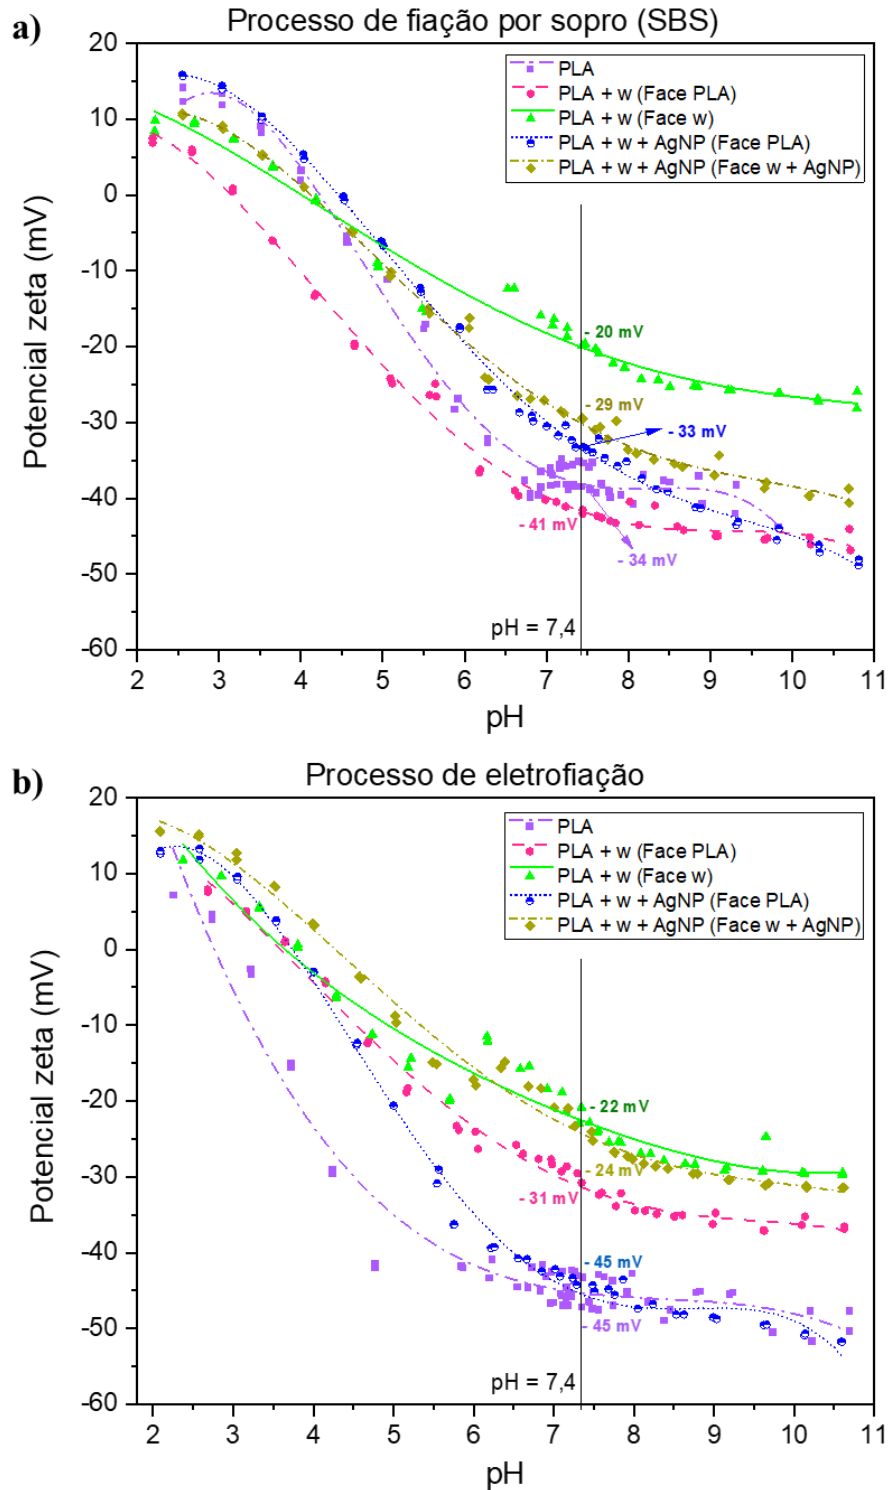 a)
Processo de fiação por sopro (SBS)
20
10
0
-10
-20
-30
-40
-50
-60
Potencial zeta (mV)
PLA
PLA + w (Face PLA)
PLA + w (Face w)
PLA + w + AgNP (Face PLA)
PLA + w + AgNP (Face w + AgNP)
- 20 mV
- 29 mV
- 33 mV
- 41 mV
- 34 mV
pH = 7,4
2 3 4 5 6 7 8 9 10 11
pH
b)
Processo de eletrofiação
20
10
0
-10
-20
-30
-40
-50
-60
Potencial zeta (mV)
PLA
PLA + w (Face PLA)
PLA + w (Face w)
PLA + w + AgNP (Face PLA)
PLA + w + AgNP (Face w + AgNP)
- 22 mV
- 24 mV
- 31 mV
- 45 mV
- 45 mV
pH = 7,4
2 3 4 5 6 7 8 9 10 11
pH